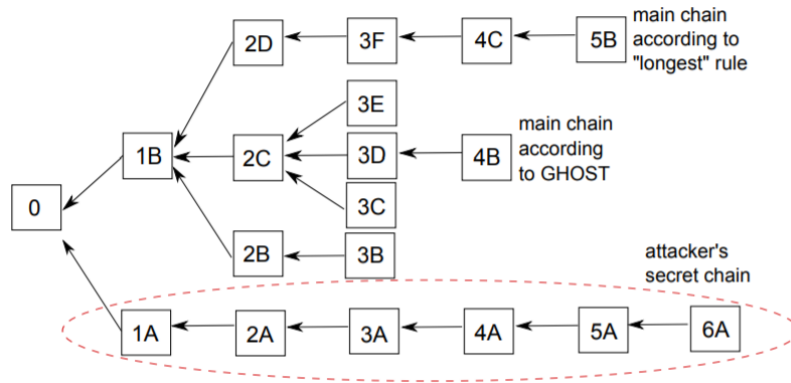 2D
3F
4C
5B
main chain
according to
"longest" rule
3E
1B
2C
3D
4B
main chain
according
to GHOST
0
3C
2B
3B
attacker's
secret chain
1A
2A
3A
4A
5A
6A